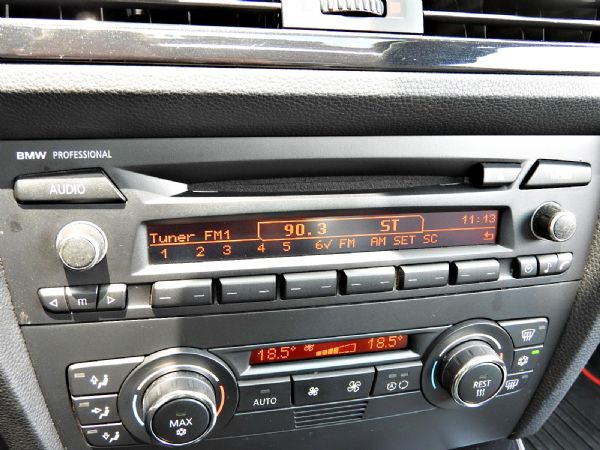 BMW PROFESSIONAL
AUDIO
Tuner FM1 90.3 ST 11:13
1 2 3 4 5 6√ FM AM SET SC
m
18.5° 18.5°
AUTO
MAX
REST